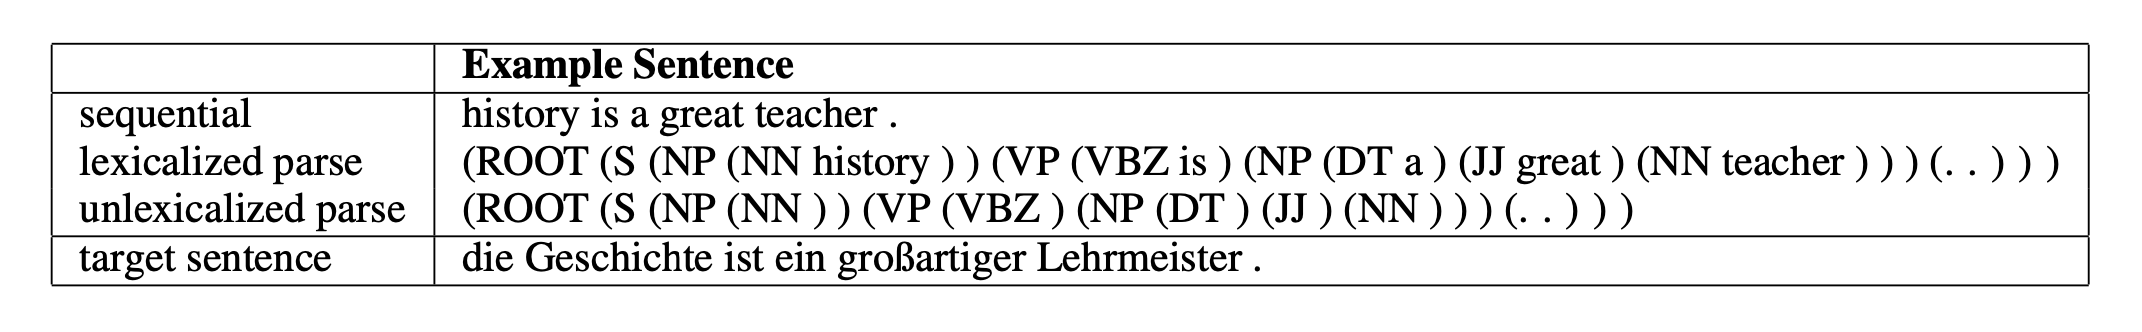 Example Sentence
sequential history is a great teacher .
lexicalized parse (ROOT (S (NP (NN history ) ) (VP (VBZ is ) (NP (DT a ) (JJ great ) (NN teacher ) ) ) (. . ) ) )
unlexicalized parse (ROOT (S (NP (NN ) ) (VP (VBZ ) (NP (DT ) (JJ ) (NN ) ) ) (. . ) ) )
target sentence die Geschichte ist ein großartiger Lehrmeister .